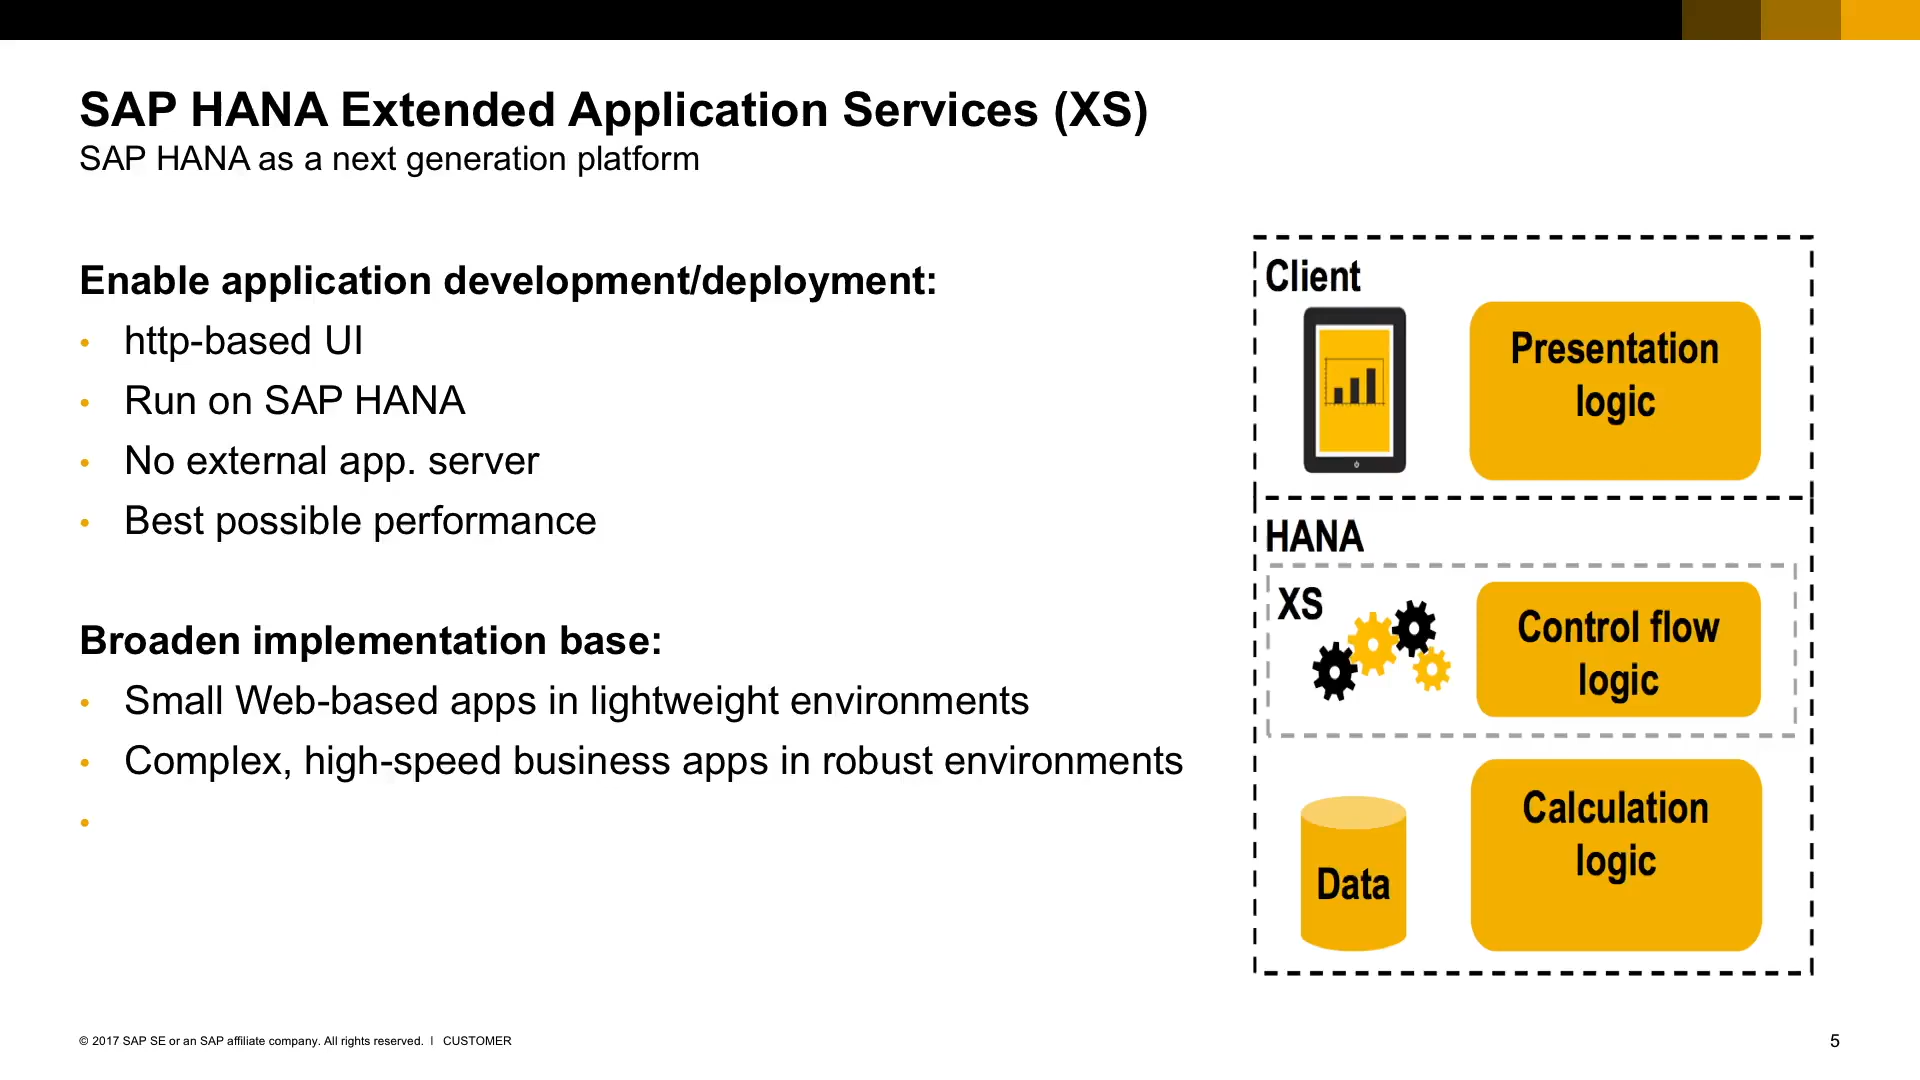 SAP HANA Extended Application Services (XS)
SAP HANA as a next generation platform
Enable application development/deployment:
• http-based UI
• Run on SAP HANA
• No external app. server
• Best possible performance
Broaden implementation base:
• Small Web-based apps in lightweight environments
• Complex, high-speed business apps in robust environments
•
Client
Presentation
logic
HANA
XS
Control flow
logic
Data
Calculation
logic
© 2017 SAP SE or an SAP affiliate company. All rights reserved. ǀ CUSTOMER
5